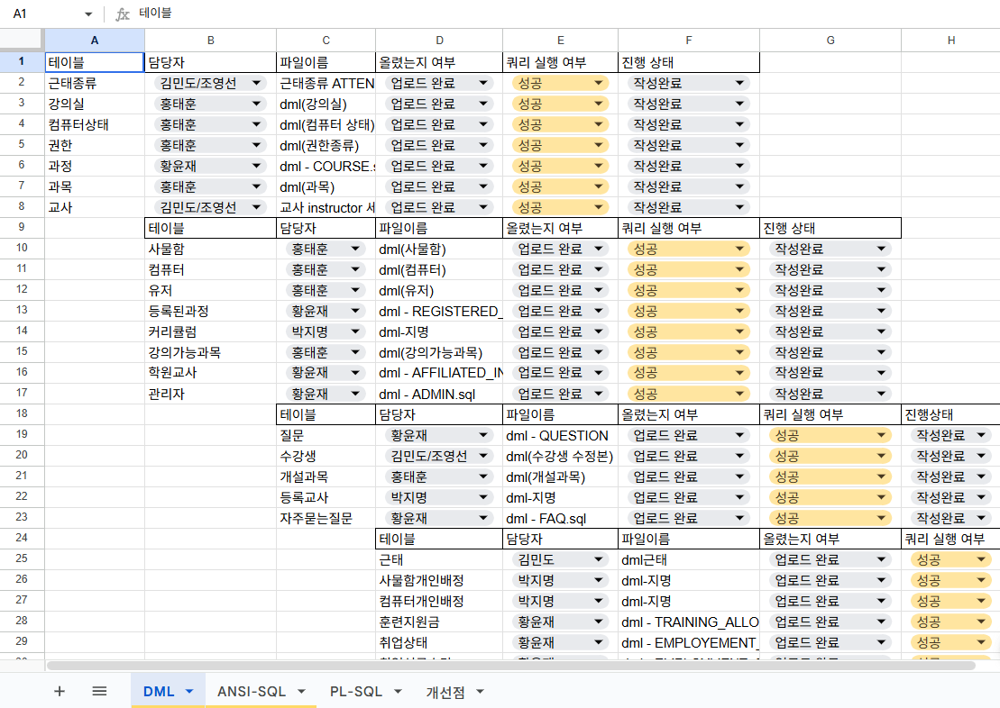 A1 fx 테이블
A B C D E F G H
1 테이블 담당자 파일이름 올렸는지 여부 쿼리 실행 여부 진행 상태
2 근태종류 김민도/조영선 근태종류 ATTEN 업로드 완료 성공 작성완료
3 강의실 홍태훈 dml(강의실) 업로드 완료 성공 작성완료
4 컴퓨터상태 홍태훈 dml(컴퓨터 상태) 업로드 완료 성공 작성완료
5 권한 홍태훈 dml(권한종류) 업로드 완료 성공 작성완료
6 과정 황윤재 dml - COURSE.s 업로드 완료 성공 작성완료
7 과목 홍태훈 dml(과목) 업로드 완료 성공 작성완료
8 교사 김민도/조영선 교사 instructor 세 업로드 완료 성공 작성완료
9 테이블 담당자 파일이름 올렸는지 여부 쿼리 실행 여부 진행 상태
10 사물함 홍태훈 dml(사물함) 업로드 완료 성공 작성완료
11 컴퓨터 홍태훈 dml(컴퓨터) 업로드 완료 성공 작성완료
12 유저 홍태훈 dml(유저) 업로드 완료 성공 작성완료
13 등록된과정 황윤재 dml - REGISTERED_ 업로드 완료 성공 작성완료
14 커리큘럼 박지명 dml-지명 업로드 완료 성공 작성완료
15 강의가능과목 홍태훈 dml(강의가능과목) 업로드 완료 성공 작성완료
16 학원교사 황윤재 dml - AFFILIATED_IN 업로드 완료 성공 작성완료
17 관리자 황윤재 dml - ADMIN.sql 업로드 완료 성공 작성완료
18 테이블 담당자 파일이름 올렸는지 여부 쿼리 실행 여부 진행상태
19 질문 황윤재 dml - QUESTION 업로드 완료 성공 작성완료
20 수강생 김민도/조영선 dml(수강생 수정본) 업로드 완료 성공 작성완료
21 개설과목 홍태훈 dml(개설과목) 업로드 완료 성공 작성완료
22 등록교사 박지명 dml-지명 업로드 완료 성공 작성완료
23 자주묻는질문 황윤재 dml - FAQ.sql 업로드 완료 성공 작성완료
24 테이블 담당자 파일이름 올렸는지 여부 쿼리 실행 여부
25 근태 김민도 dml근태 업로드 완료 성공
26 사물함개인배정 박지명 dml-지명 업로드 완료 성공
27 컴퓨터개인배정 박지명 dml-지명 업로드 완료 성공
28 훈련지원금 황윤재 dml - TRAINING_ALLO 업로드 완료 성공
29 취업상태 황윤재 dml - EMPLOYEMENT_ 업로드 완료 성공
DML ANSI-SQL PL-SQL 개선점